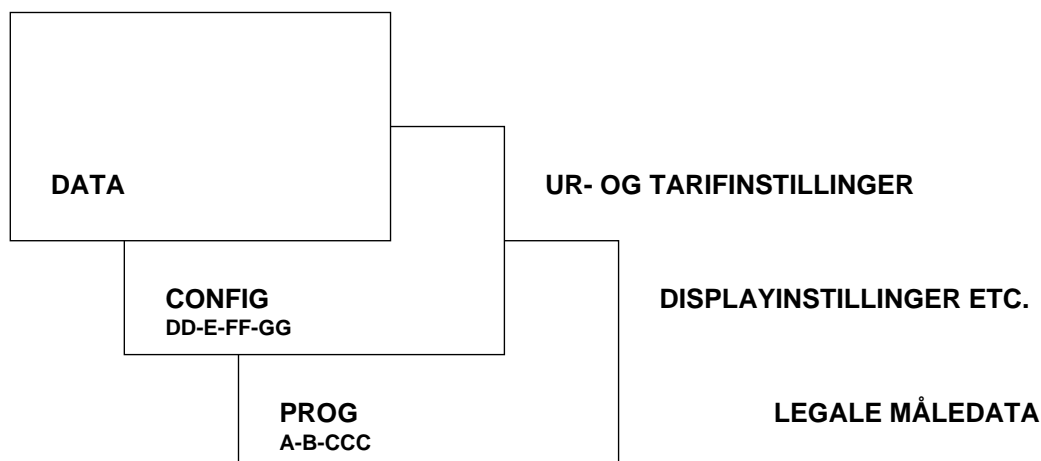 DATA
UR- OG TARIFINSTILLINGER
CONFIG
DISPLAYINSTILLINGER ETC.
DD-E-FF-GG
PROG
LEGALE MÅLEDATA
A-B-CCC